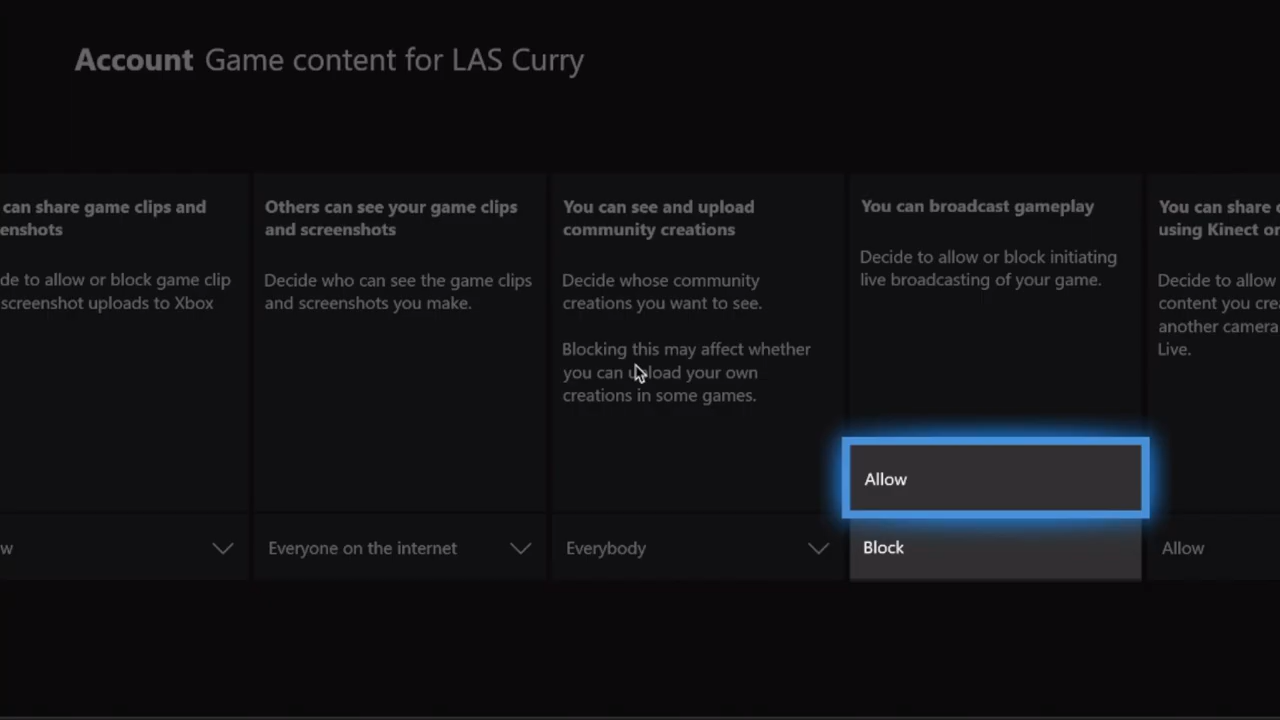 Account Game content for LAS Curry
can share game clips and
enshots
de to allow or block game clip
screenshot uploads to Xbox
w
Others can see your game clips
and screenshots
Decide who can see the game clips
and screenshots you make.
Everyone on the internet
You can see and upload
community creations
Decide whose community
creations you want to see.
Blocking this may affect whether
you can upload your own
creations in some games.
Everybody
You can broadcast gameplay
Decide to allow or block initiating
live broadcasting of your game.
Allow
Block
You can share
using Kinect or
Decide to allow
content you cre
another camera
Live.
Allow